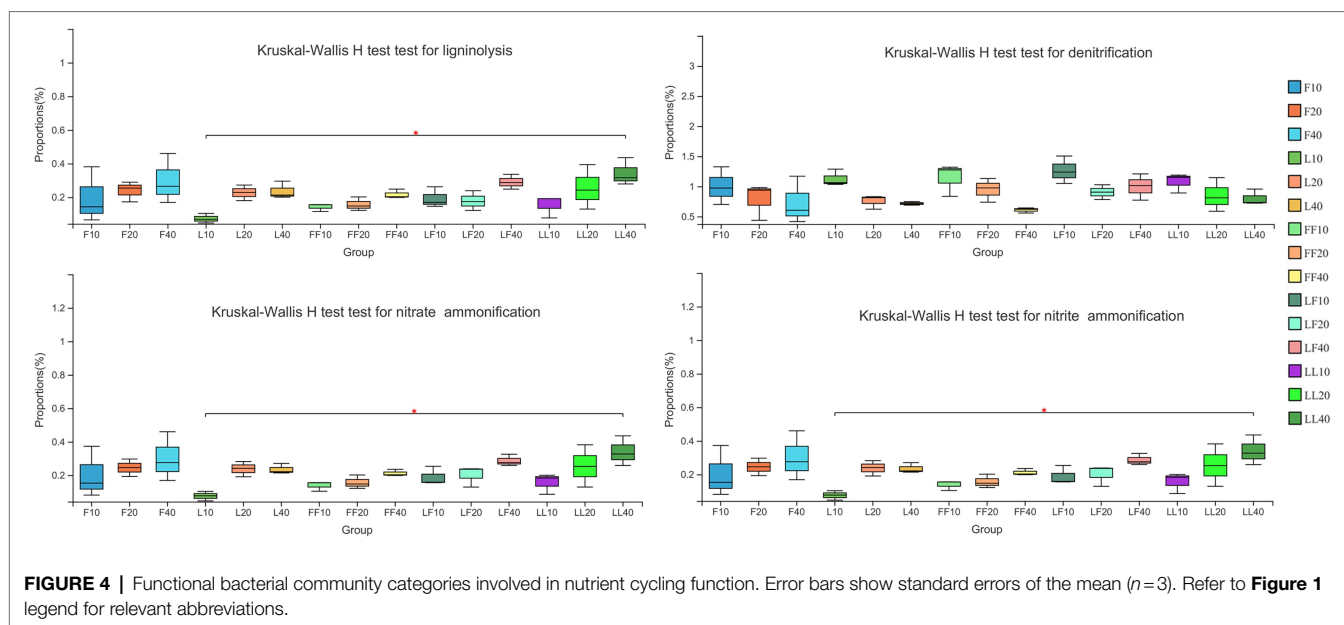 Kruskal-Wallis H test test for ligninolysis
Proportions(%)
1
0.8
0.6
0.4
0.2
F10 F20 F40 L10 L20 L40 FF10 FF20 FF40 LF10 LF20 LF40 LL10 LL20 LL40
Group
*
Kruskal-Wallis H test test for denitrification
Proportions(%)
3
2.5
2
1.5
1.0
0.5
F10 F20 F40 L10 L20 L40 FF10 FF20 FF40 LF10 LF20 LF40 LL10 LL20 LL40
Group
Kruskal-Wallis H test test for nitrate ammonification
Proportions(%)
1.2
1
0.8
0.6
0.4
0.2
F10 F20 F40 L10 L20 L40 FF10 FF20 FF40 LF10 LF20 LF40 LL10 LL20 LL40
Group
*
Kruskal-Wallis H test test for nitrite ammonification
Proportions(%)
1.2
1
0.8
0.6
0.4
0.2
F10 F20 F40 L10 L20 L40 FF10 FF20 FF40 LF10 LF20 LF40 LL10 LL20 LL40
Group
*
F10
F20
F40
L10
L20
L40
FF10
FF20
FF40
LF10
LF20
LF40
LL10
LL20
LL40
FIGURE 4 | Functional bacterial community categories involved in nutrient cycling function. Error bars show standard errors of the mean (n = 3). Refer to Figure 1
legend for relevant abbreviations.